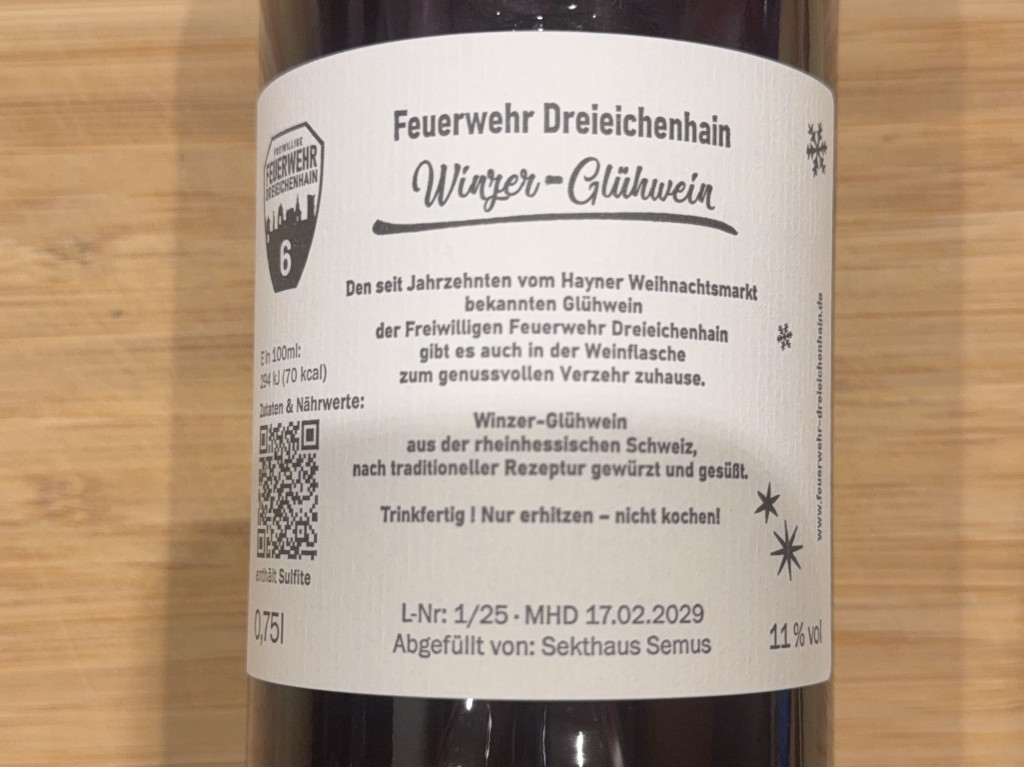 Feuerwehr Dreieichenhain
Winzer-Glühwein
FREIWILLIGE
FEUERWEHR
DREIEICHENHAIN
6
Den seit Jahrzehnten vom Hayner Weihnachtsmarkt
bekannten Glühwein
der Freiwilligen Feuerwehr Dreieichenhain
gibt es auch in der Weinflasche
zum genussvollen Verzehr zuhause.
E in 100ml:
294 kJ (70 kcal)
Zutaten & Nährwerte:
enthält Sulfite
0,75l
Winzer-Glühwein
aus der rheinhessischen Schweiz,
nach traditioneller Rezeptur gewürzt und gesüßt.
Trinkfertig ! Nur erhitzen – nicht kochen!
L-Nr: 1/25 · MHD 17.02.2029
Abgefüllt von: Sekthaus Semus
11 % vol
www.feuerwehr-dreieichenhain.de